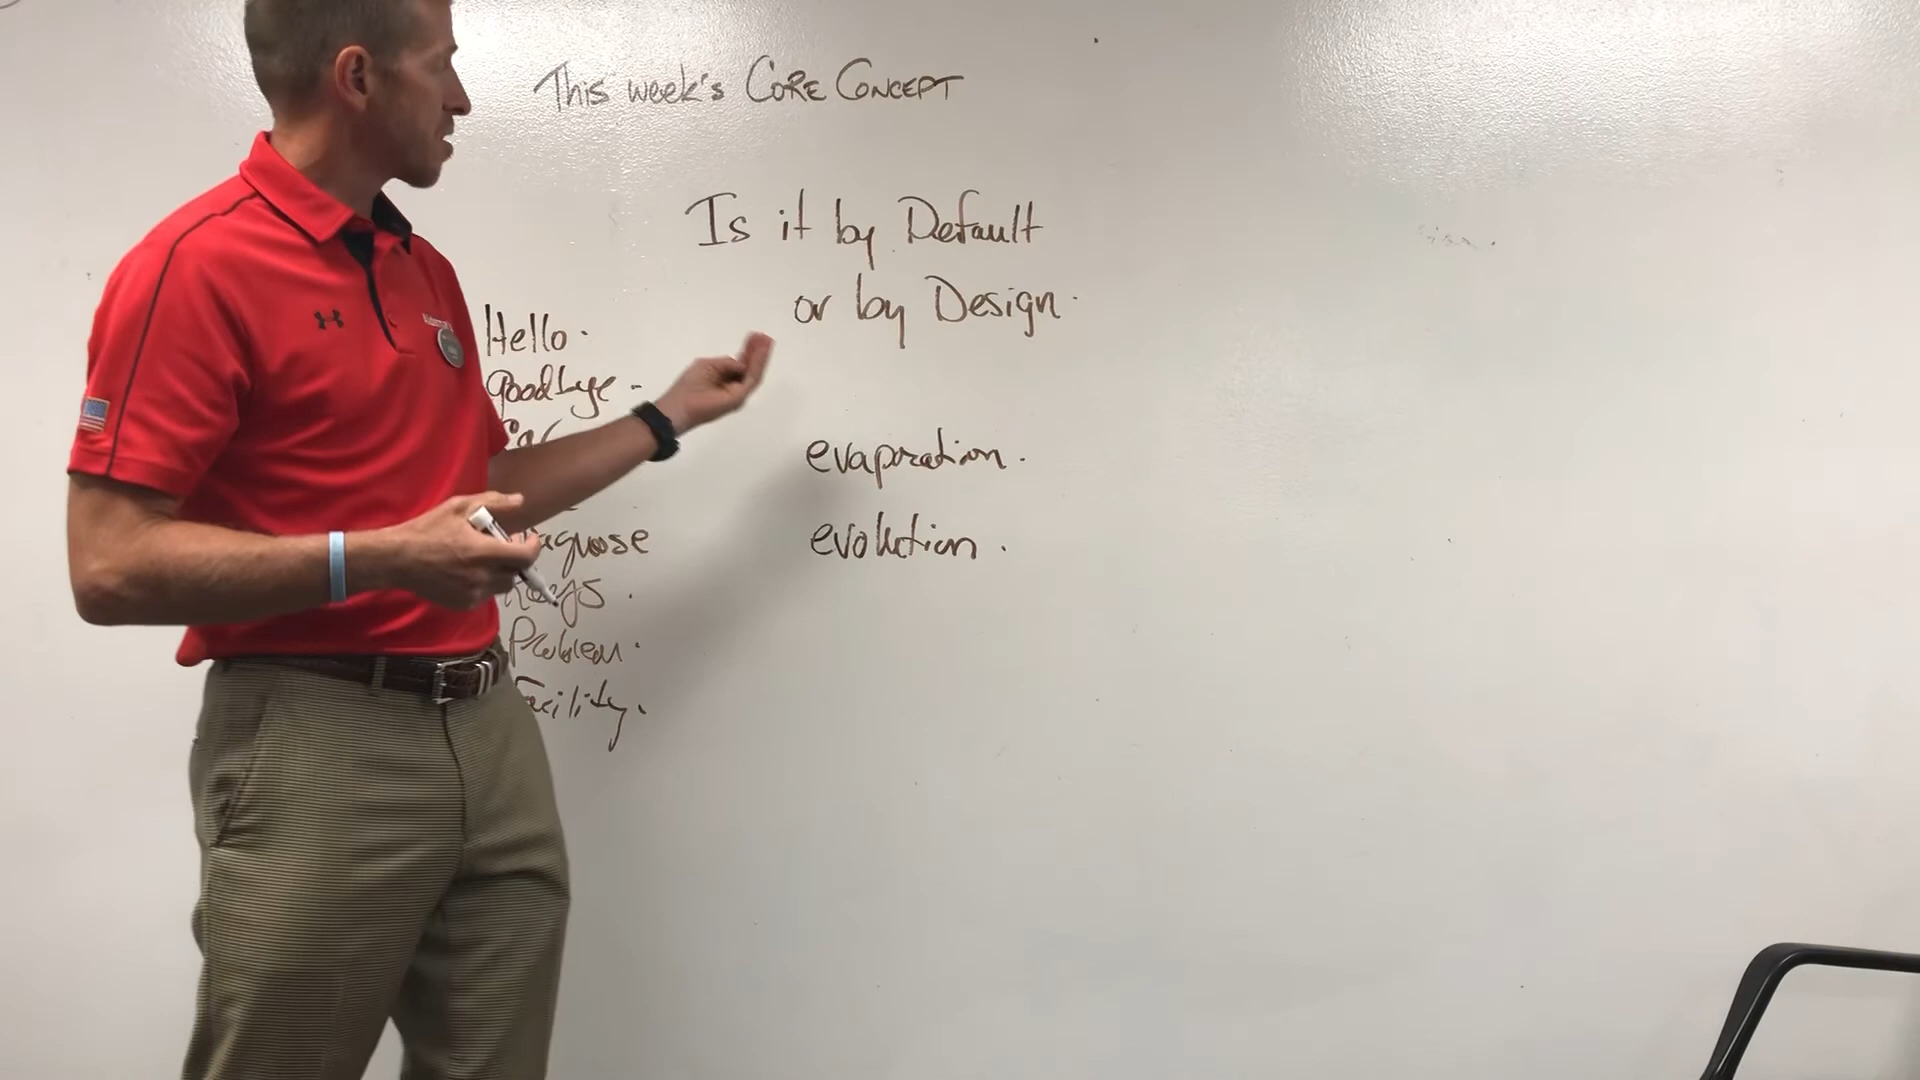 This week's CORE CONCEPT
Is it by Default
or by Design.
Hello.
Goodbye.
evaporation.
evolution.
Keys.
Problem.
Facility.